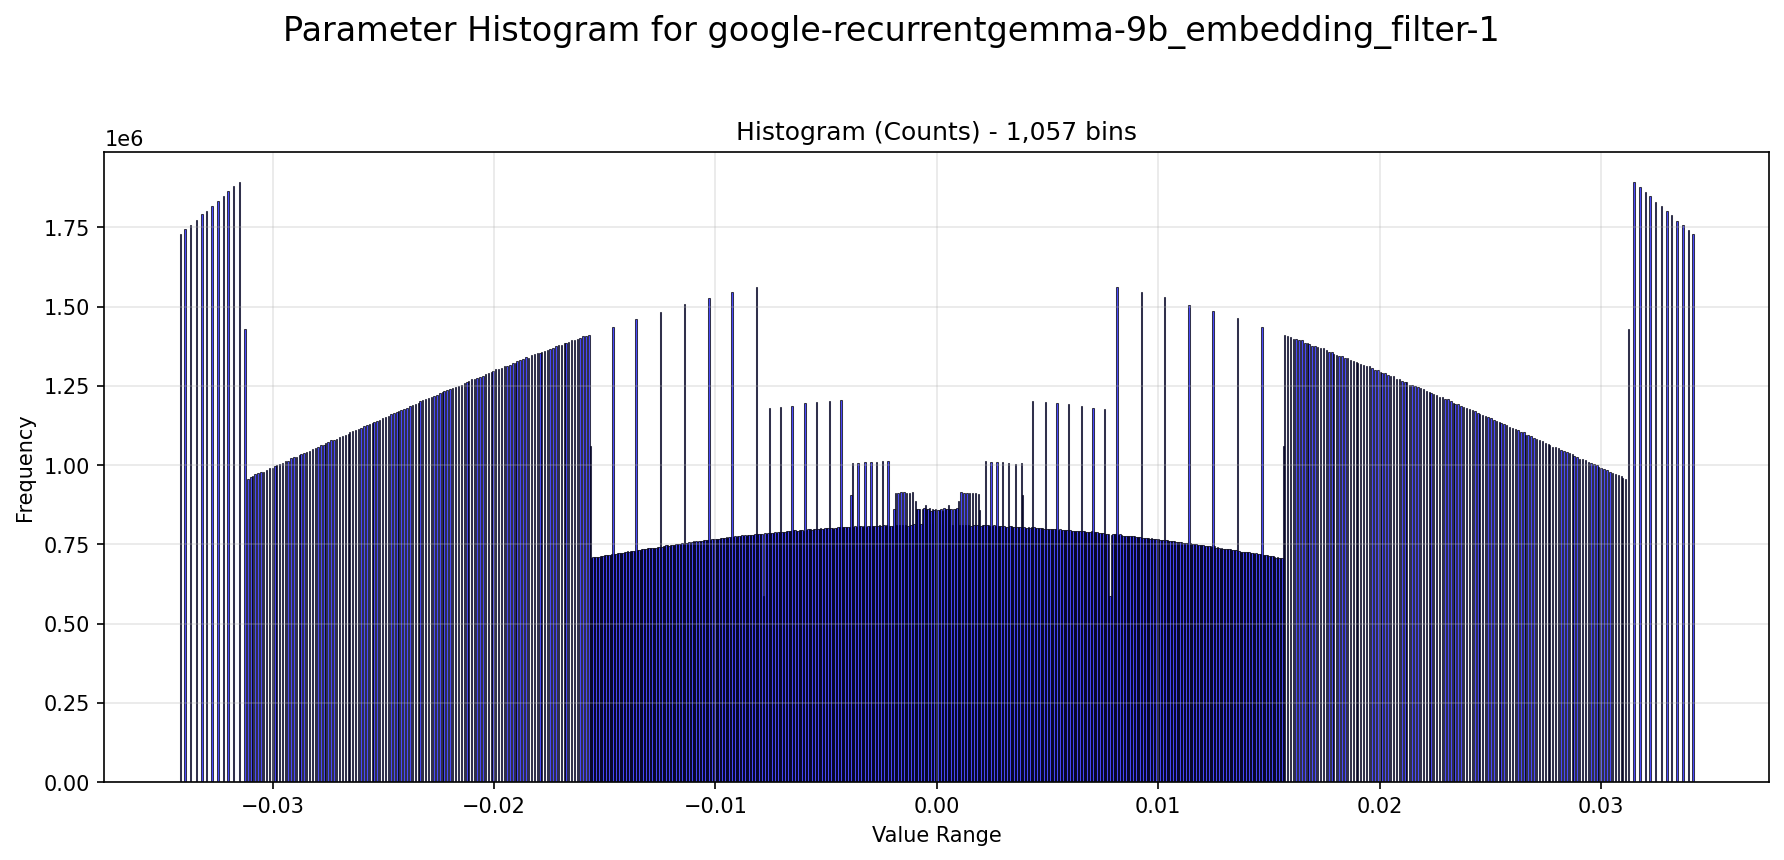 Parameter Histogram for google-recurrentgemma-9b_embedding_filter-1
Histogram (Counts) - 1,057 bins
1e6
1.75
1.50
1.25
1.00
0.75
0.50
0.25
0.00
Frequency
−0.03 −0.02 −0.01 0.00 0.01 0.02 0.03
Value Range